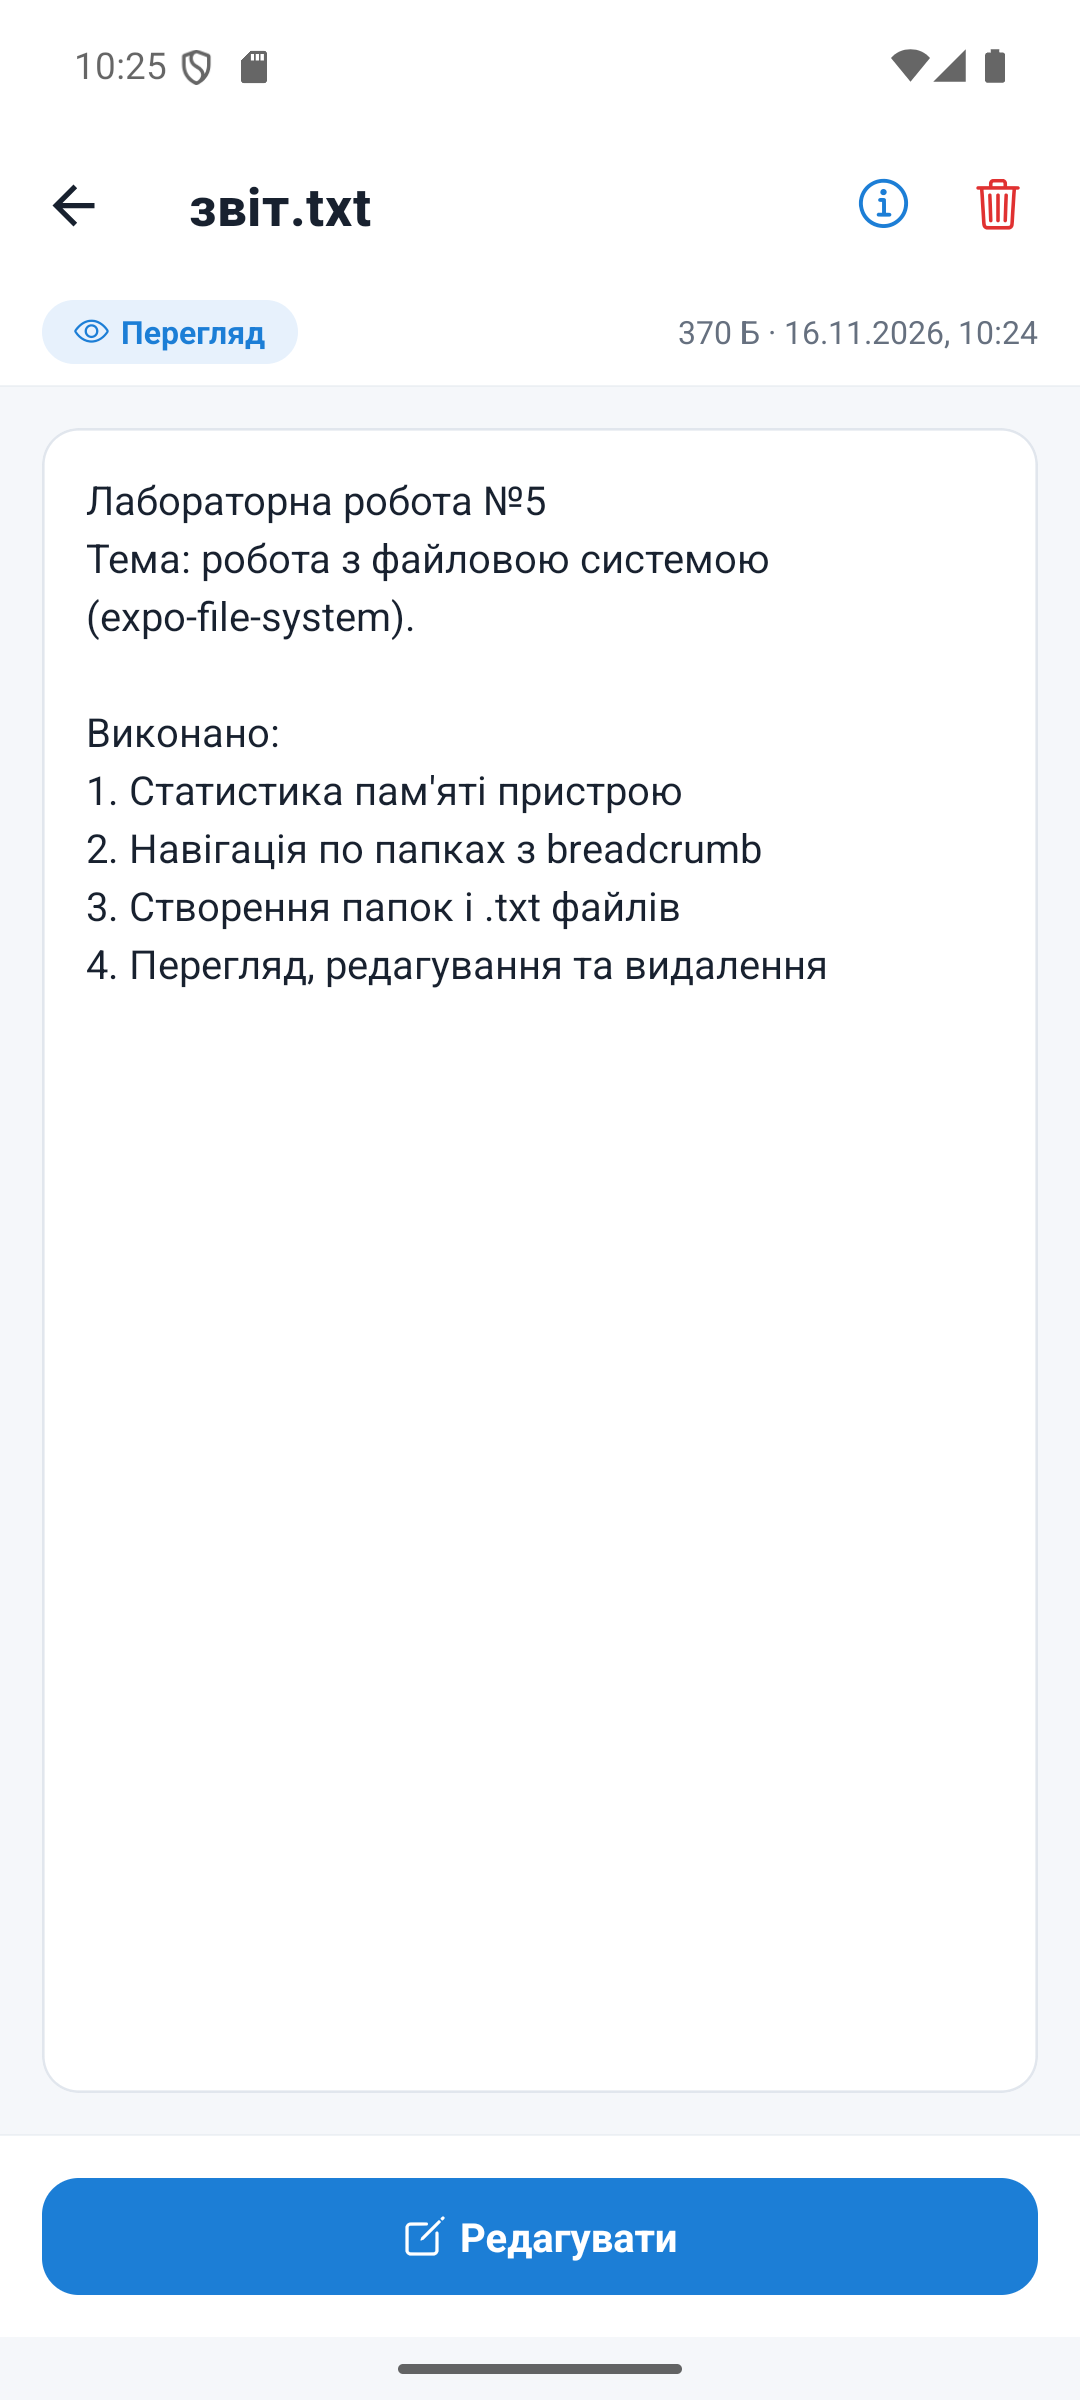 10:25
звіт.txt
Перегляд
370 Б · 16.11.2026, 10:24
Лабораторна робота №5
Тема: робота з файловою системою
(expo-file-system).
Виконано:
1. Статистика пам'яті пристрою
2. Навігація по папках з breadcrumb
3. Створення папок і .txt файлів
4. Перегляд, редагування та видалення
Редагувати